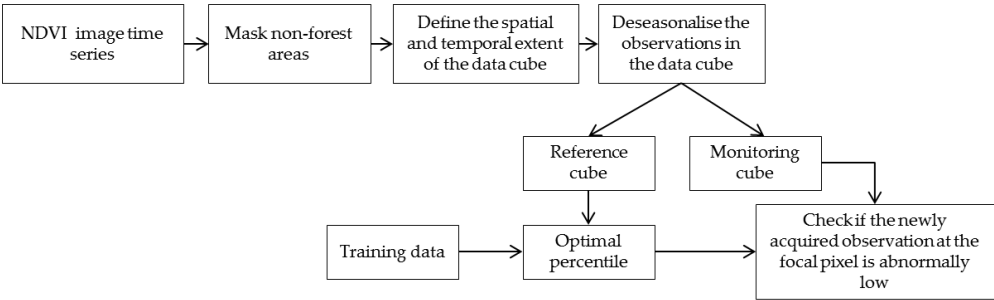 NDVI image time
series
Mask non-forest
areas
Define the spatial
and temporal extent
of the data cube
Deseasonalise the
observations in
the data cube
Reference
cube
Monitoring
cube
Training data
Optimal
percentile
Check if the newly
acquired observation at the
focal pixel is abnormally
low